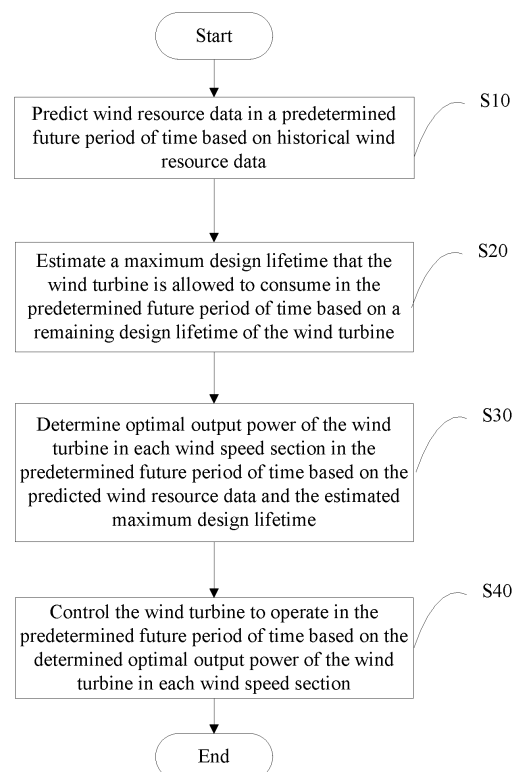 Start
Predict wind resource data in a predetermined
future period of time based on historical wind
resource data
S10
Estimate a maximum design lifetime that the
wind turbine is allowed to consume in the
predetermined future period of time based on a
remaining design lifetime of the wind turbine
S20
Determine optimal output power of the wind
turbine in each wind speed section in the
predetermined future period of time based on the
predicted wind resource data and the estimated
maximum design lifetime
S30
Control the wind turbine to operate in the
predetermined future period of time based on the
determined optimal output power of the wind
turbine in each wind speed section
S40
End